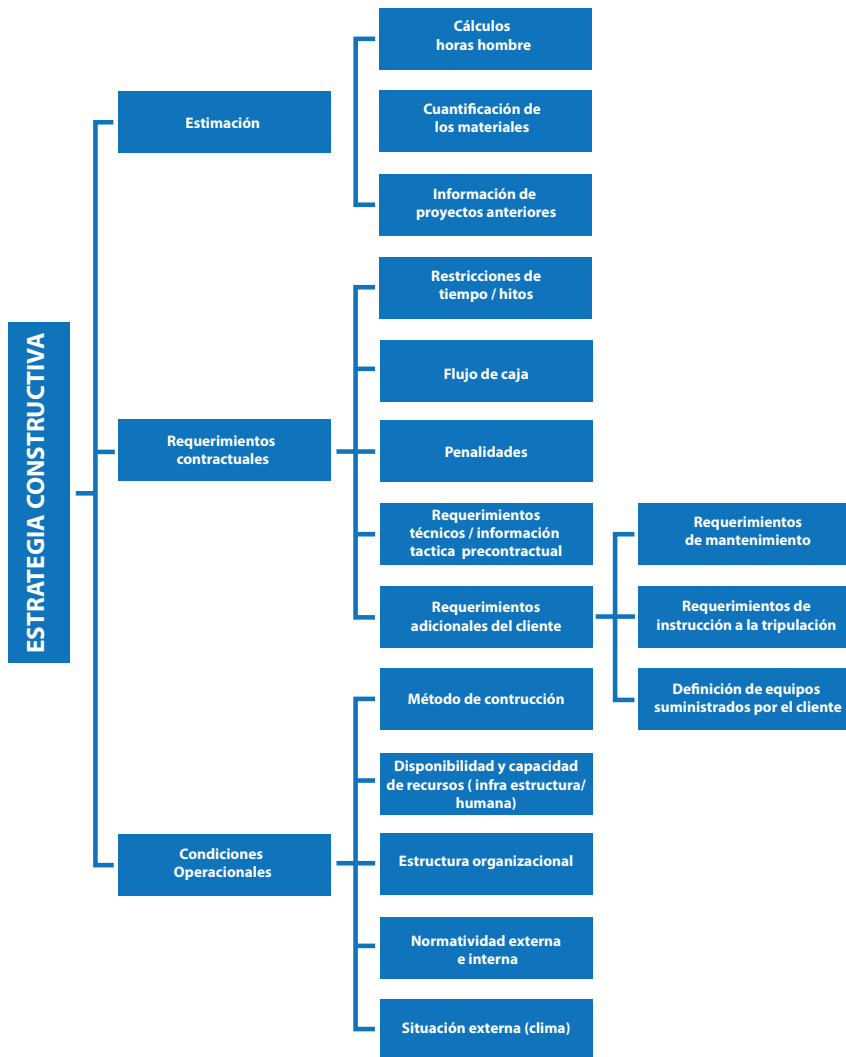 ESTRATEGIA CONSTRUCTIVA
Estimación
Cálculos
horas hombre
Cuantificación de
los materiales
Información de
proyectos anteriores
Requerimientos
contractuales
Restricciones de
tiempo / hitos
Flujo de caja
Penalidades
Requerimientos
técnicos / información
tactica precontractual
Requerimientos
adicionales del cliente
Requerimientos
de mantenimiento
Requerimientos de
instrucción a la tripulación
Definición de equipos
suministrados por el cliente
Condiciones
Operacionales
Método de contrucción
Disponibilidad y capacidad
de recursos ( infra estructura/
humana)
Estructura organizacional
Normatividad externa
e interna
Situación externa (clima)